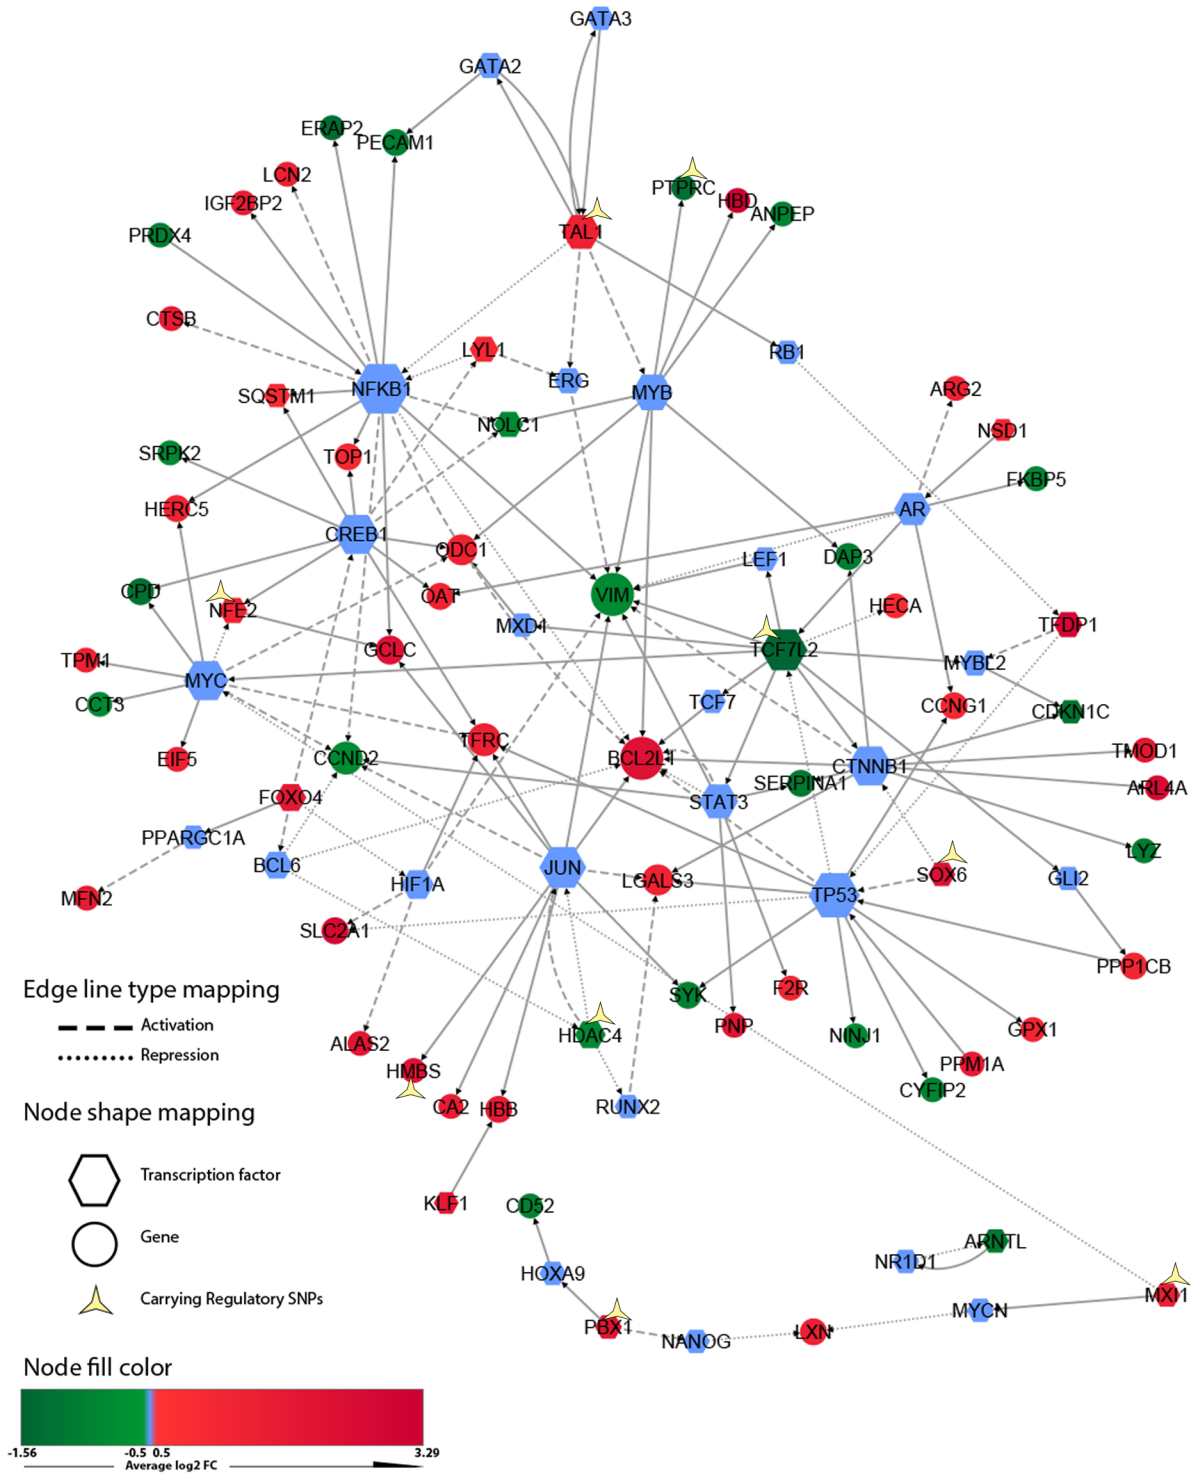 GATA3
GATA2
ERAP2
PECAM1
LCN2
PTPRC
HBD
IGF2BP2
ANPEP
PRDX4
TAL1
CTSB
LYL1
RB1
ERG
NFKB1
MYB
ARG2
SQSTM1
NOLC1
NSD1
SRPK2
TOP1
FKBP5
HERC5
AR
CREB1
ODC1
LEF1
DAP3
CPD
OAT
VIM
HECA
NFE2
MXD1
TFDP1
GCLC
TCF7L2
TPM1
MYBL2
MYC
TCF7
CCT3
CCNG1
CDKN1C
TFRC
EIF5
CCND2
BCL2L1
TMOD1
CTNNB1
SERPINA1
ARL4A
FOXO4
STAT3
PPARGC1A
LYZ
BCL6
JUN
HIF1A
LGALS3
SOX6
GLI2
MFN2
TP53
SLC2A1
PPP1CB
Edge line type mapping
F2R
SYK
Activation
PNP
GPX1
NINJ1
HDAC4
ALAS2
Repression
PPM1A
HMBS
CYFIP2
CA2
HBB
RUNX2
Node shape mapping
Transcription factor
KLF1
CD52
Gene
ARNTL
NR1D1
HOXA9
MXI1
Carrying Regulatory SNPs
MYCN
PBX1
LXN
NANOG
Node fill color
-1.56
-0.5
0.5
3.29
Average log2 FC